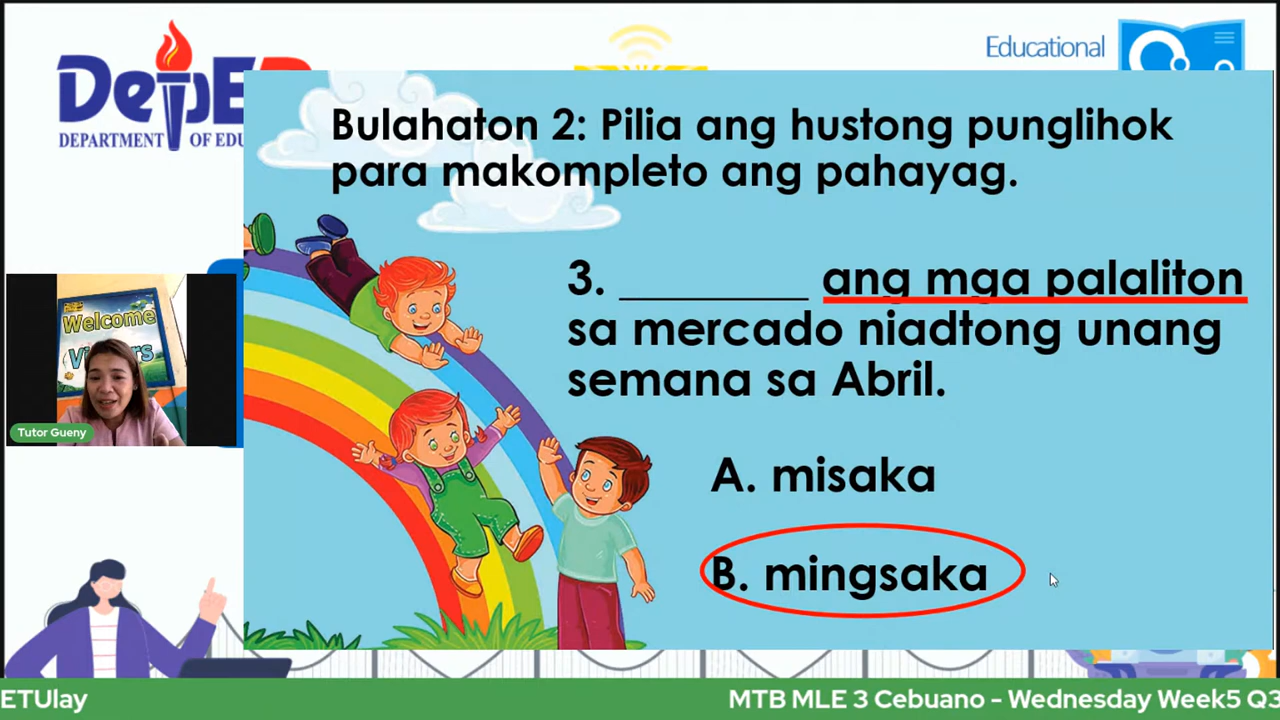 DepED
DEPARTMENT OF EDU
Educational
Bulahaton 2: Pilia ang hustong punglihok
para makompleto ang pahayag.
3. ________ ang mga palaliton
sa mercado niadtong unang
semana sa Abril.
A. misaka
B. mingsaka
Welcome
Tutor Gueny
ETUlay
MTB MLE 3 Cebuano - Wednesday Week5 Q3